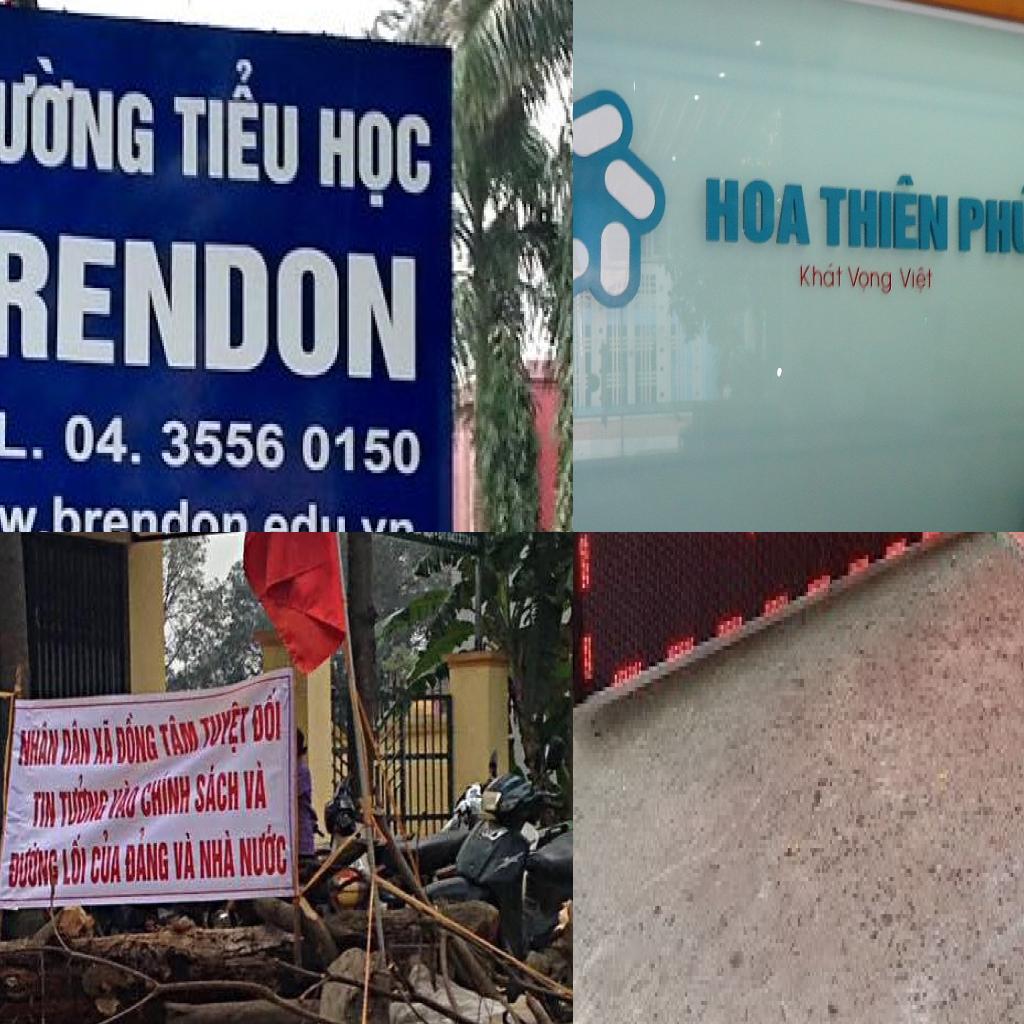 ƯỜNG TIỂU HỌC
RENDON
L. 04. 3556 0150
w.brendon.edu.vn
HOA THIÊN PHÚ
Khát Vọng Việt
NHÂN DÂN XÃ ĐỒNG TÂM TUYỆT ĐỐI
TIN TƯỞNG VÀO CHÍNH SÁCH VÀ
ĐƯỜNG LỐI CỦA ĐẢNG VÀ NHÀ NƯỚC